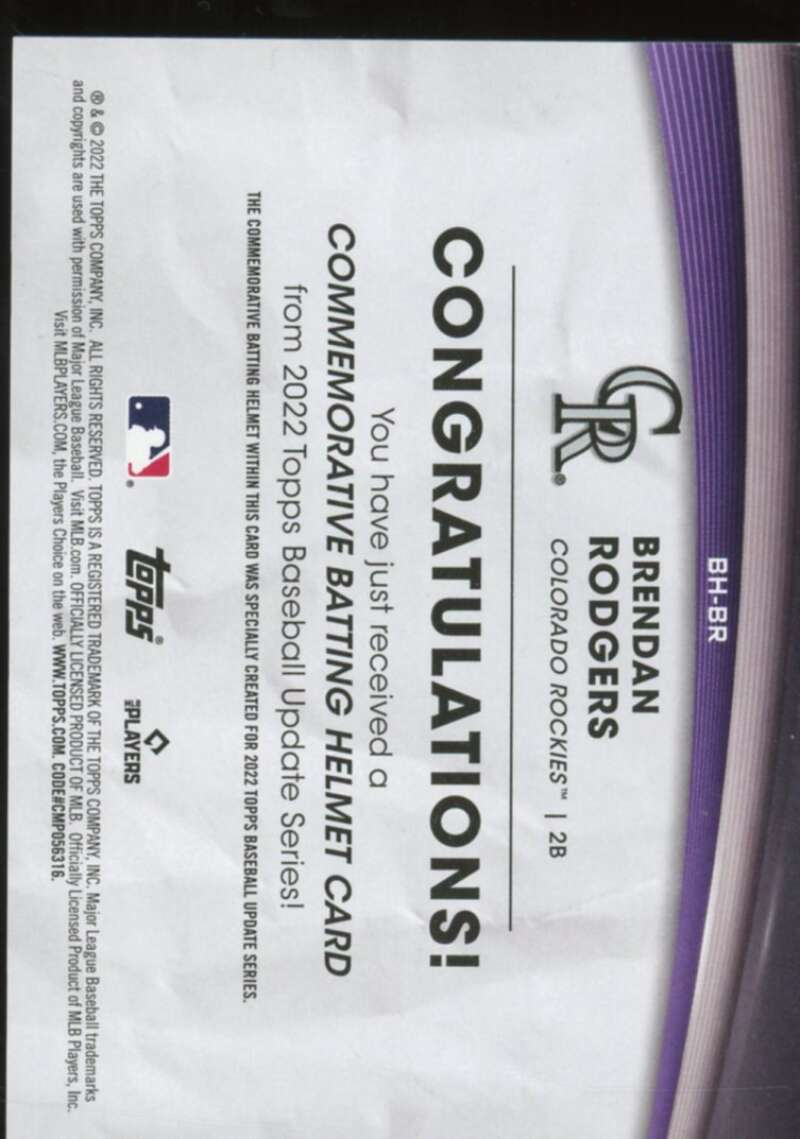 BH-BR
CR®
BRENDAN
RODGERS
COLORADO ROCKIES™ | 2B
CONGRATULATIONS!
You have just received a
COMMEMORATIVE BATTING HELMET CARD
from 2022 Topps Baseball Update Series!
THE COMMEMORATIVE BATTING HELMET WITHIN THIS CARD WAS SPECIALLY CREATED FOR 2022 TOPPS BASEBALL UPDATE SERIES.
® topps® MLB PLAYERS
® & © 2022 THE TOPPS COMPANY, INC. ALL RIGHTS RESERVED. TOPPS IS A REGISTERED TRADEMARK OF THE TOPPS COMPANY, INC. Major League Baseball trademarks
and copyrights are used with permission of Major League Baseball. Visit MLB.com. OFFICIALLY LICENSED PRODUCT OF MLB. Officially Licensed Product of MLB Players, Inc.
Visit MLBPLAYERS.COM, the Players Choice on the web. WWW.TOPPS.COM. CODE#CMP056316.